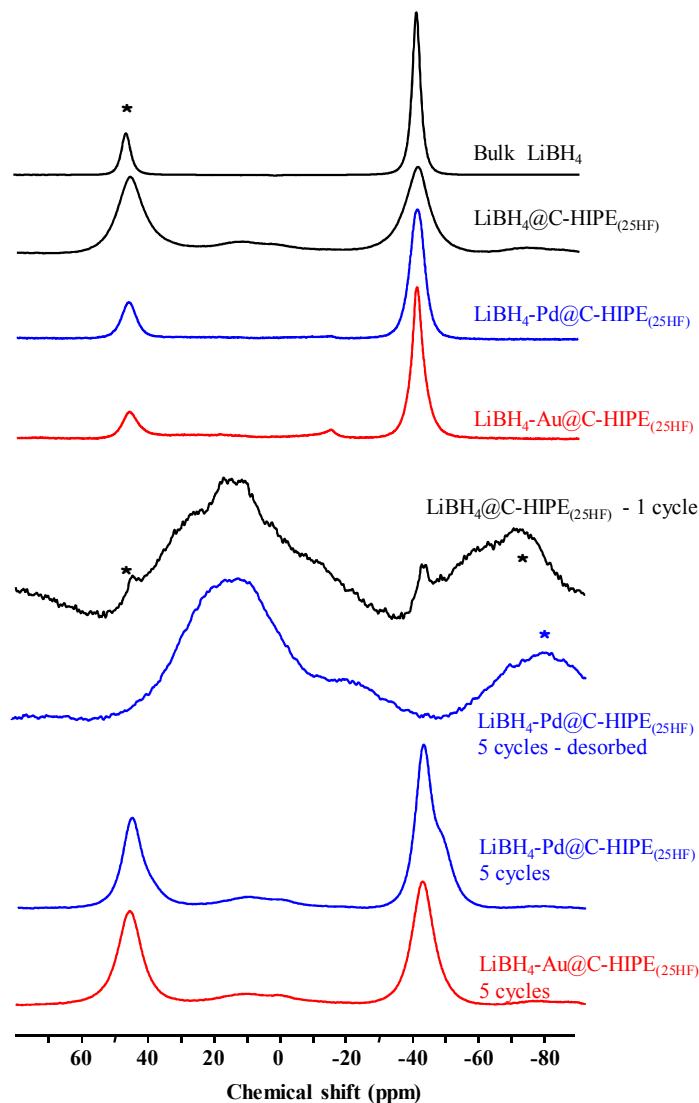 *
Bulk LiBH4
LiBH4@C-HIPE(25HF)
LiBH4-Pd@C-HIPE(25HF)
LiBH4-Au@C-HIPE(25HF)
LiBH4@C-HIPE(25HF) - 1 cycle
*
*
*
LiBH4-Pd@C-HIPE(25HF)
5 cycles - desorbed
LiBH4-Pd@C-HIPE(25HF)
5 cycles
LiBH4-Au@C-HIPE(25HF)
5 cycles
60 40 20 0 -20 -40 -60 -80
Chemical shift (ppm)